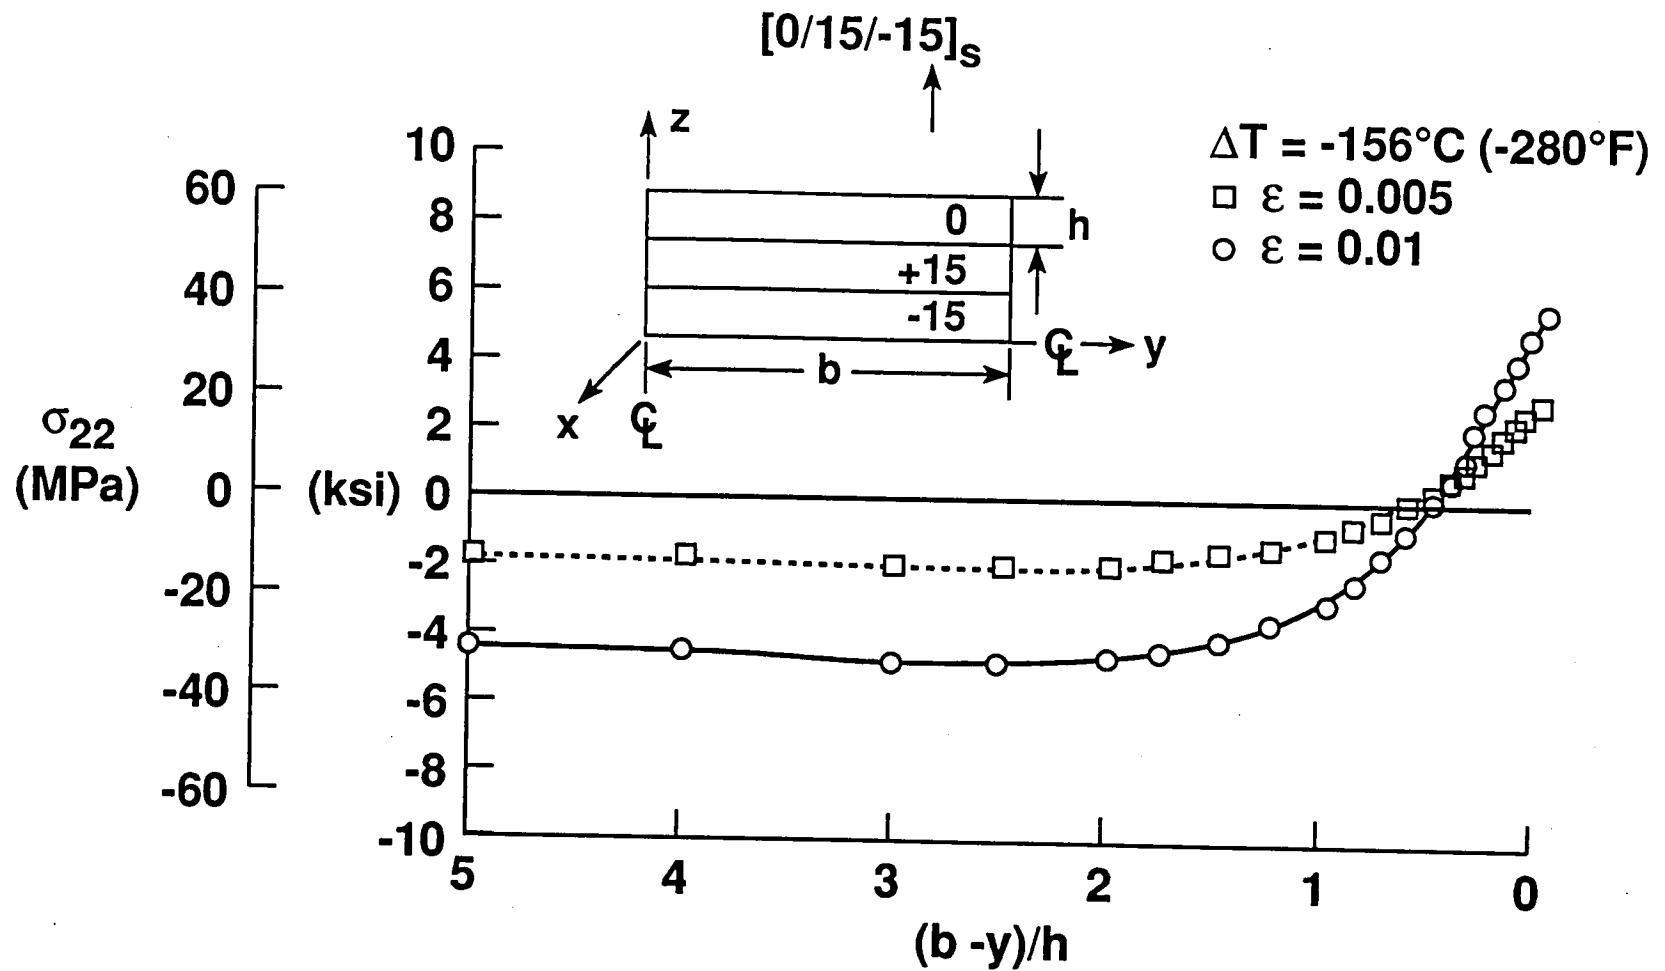 [0/15/-15]s
z
ΔT = -156°C (-280°F)
□ ε = 0.005
○ ε = 0.01
0
h
+15
-15
b
℄
y
x
℄
σ22
(MPa)
60
40
20
0
-20
-40
-60
(ksi)
10
8
6
4
2
0
-2
-4
-6
-8
-10
5
4
3
2
1
0
(b -y)/h